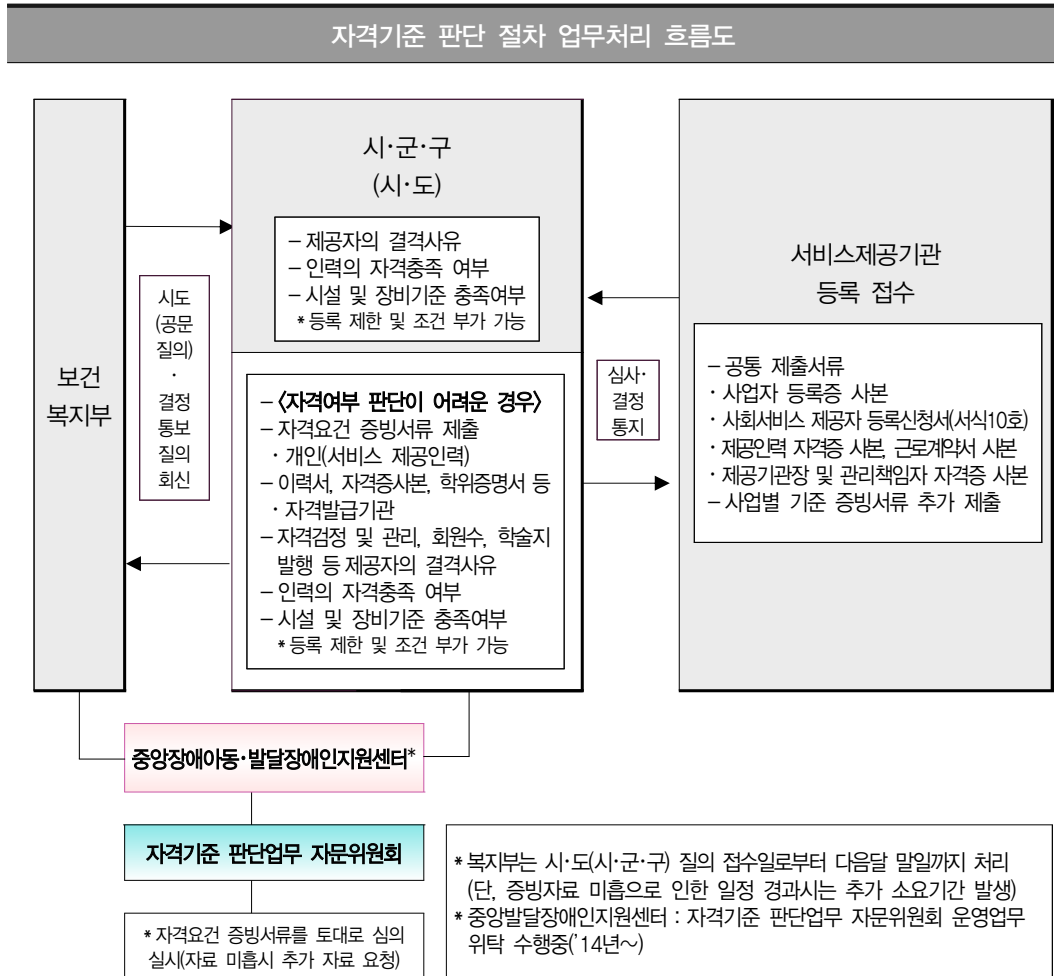 자격기준 판단 절차 업무처리 흐름도
보건
복지부
시도
(공문
질의)
·
결정
통보
질의
회신
시·군·구
(시·도)
– 제공자의 결격사유
– 인력의 자격충족 여부
– 시설 및 장비기준 충족여부
* 등록 제한 및 조건 부가 가능
– <자격여부 판단이 어려운 경우>
– 자격요건 증빙서류 제출
· 개인(서비스 제공인력)
– 이력서, 자격증사본, 학위증명서 등
· 자격발급기관
– 자격검정 및 관리, 회원수, 학술지
발행 등 제공자의 결격사유
– 인력의 자격충족 여부
– 시설 및 장비기준 충족여부
* 등록 제한 및 조건 부가 가능
심사·
결정
통지
서비스제공기관
등록 접수
– 공통 제출서류
· 사업자 등록증 사본
· 사회서비스 제공자 등록신청서(서식10호)
· 제공인력 자격증 사본, 근로계약서 사본
· 제공기관장 및 관리책임자 자격증 사본
– 사업별 기준 증빙서류 추가 제출
중앙장애아동·발달장애인지원센터*
자격기준 판단업무 자문위원회
* 자격요건 증빙서류를 토대로 심의
실시(자료 미흡시 추가 자료 요청)
* 복지부는 시·도(시·군·구) 질의 접수일로부터 다음달 말일까지 처리
(단, 증빙자료 미흡으로 인한 일정 경과시는 추가 소요기간 발생)
* 중앙발달장애인지원센터 : 자격기준 판단업무 자문위원회 운영업무
위탁 수행중('14년~)